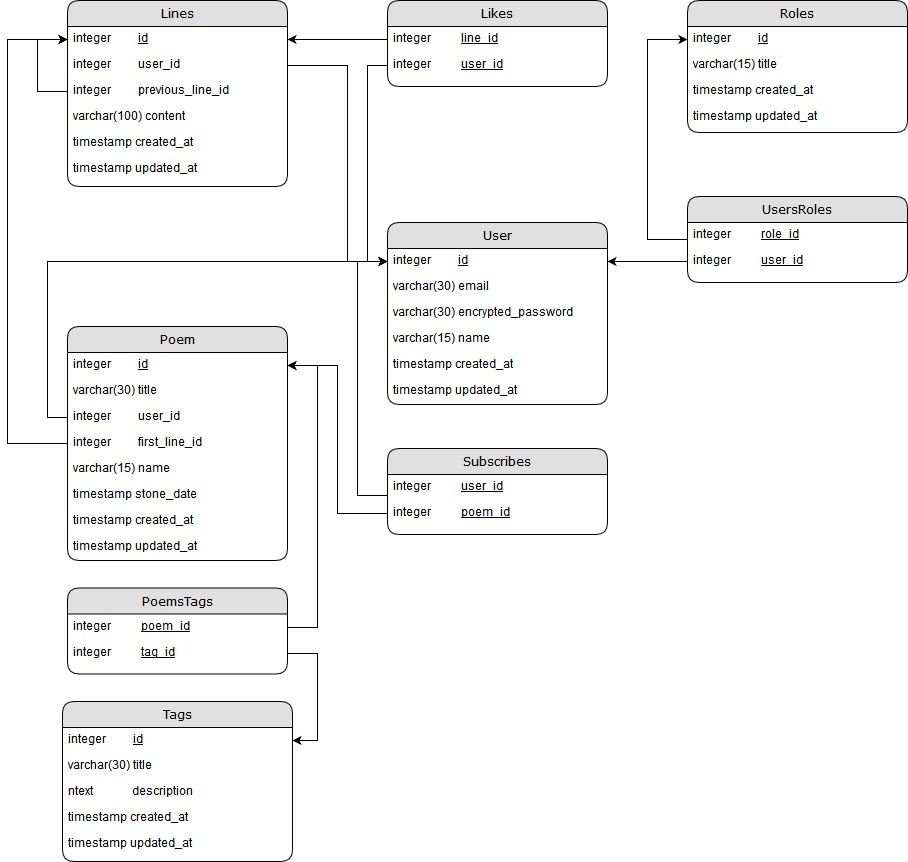 Lines
integer id
integer user_id
integer previous_line_id
varchar(100) content
timestamp created_at
timestamp updated_at
Likes
integer line_id
integer user_id
Roles
integer id
varchar(15) title
timestamp created_at
timestamp updated_at
UsersRoles
integer role_id
integer user_id
User
integer id
varchar(30) email
varchar(30) encrypted_password
varchar(15) name
timestamp created_at
timestamp updated_at
Poem
integer id
varchar(30) title
integer user_id
integer first_line_id
varchar(15) name
timestamp stone_date
timestamp created_at
timestamp updated_at
Subscribes
integer user_id
integer poem_id
PoemsTags
integer poem_id
integer tag_id
Tags
integer id
varchar(30) title
ntext description
timestamp created_at
timestamp updated_at